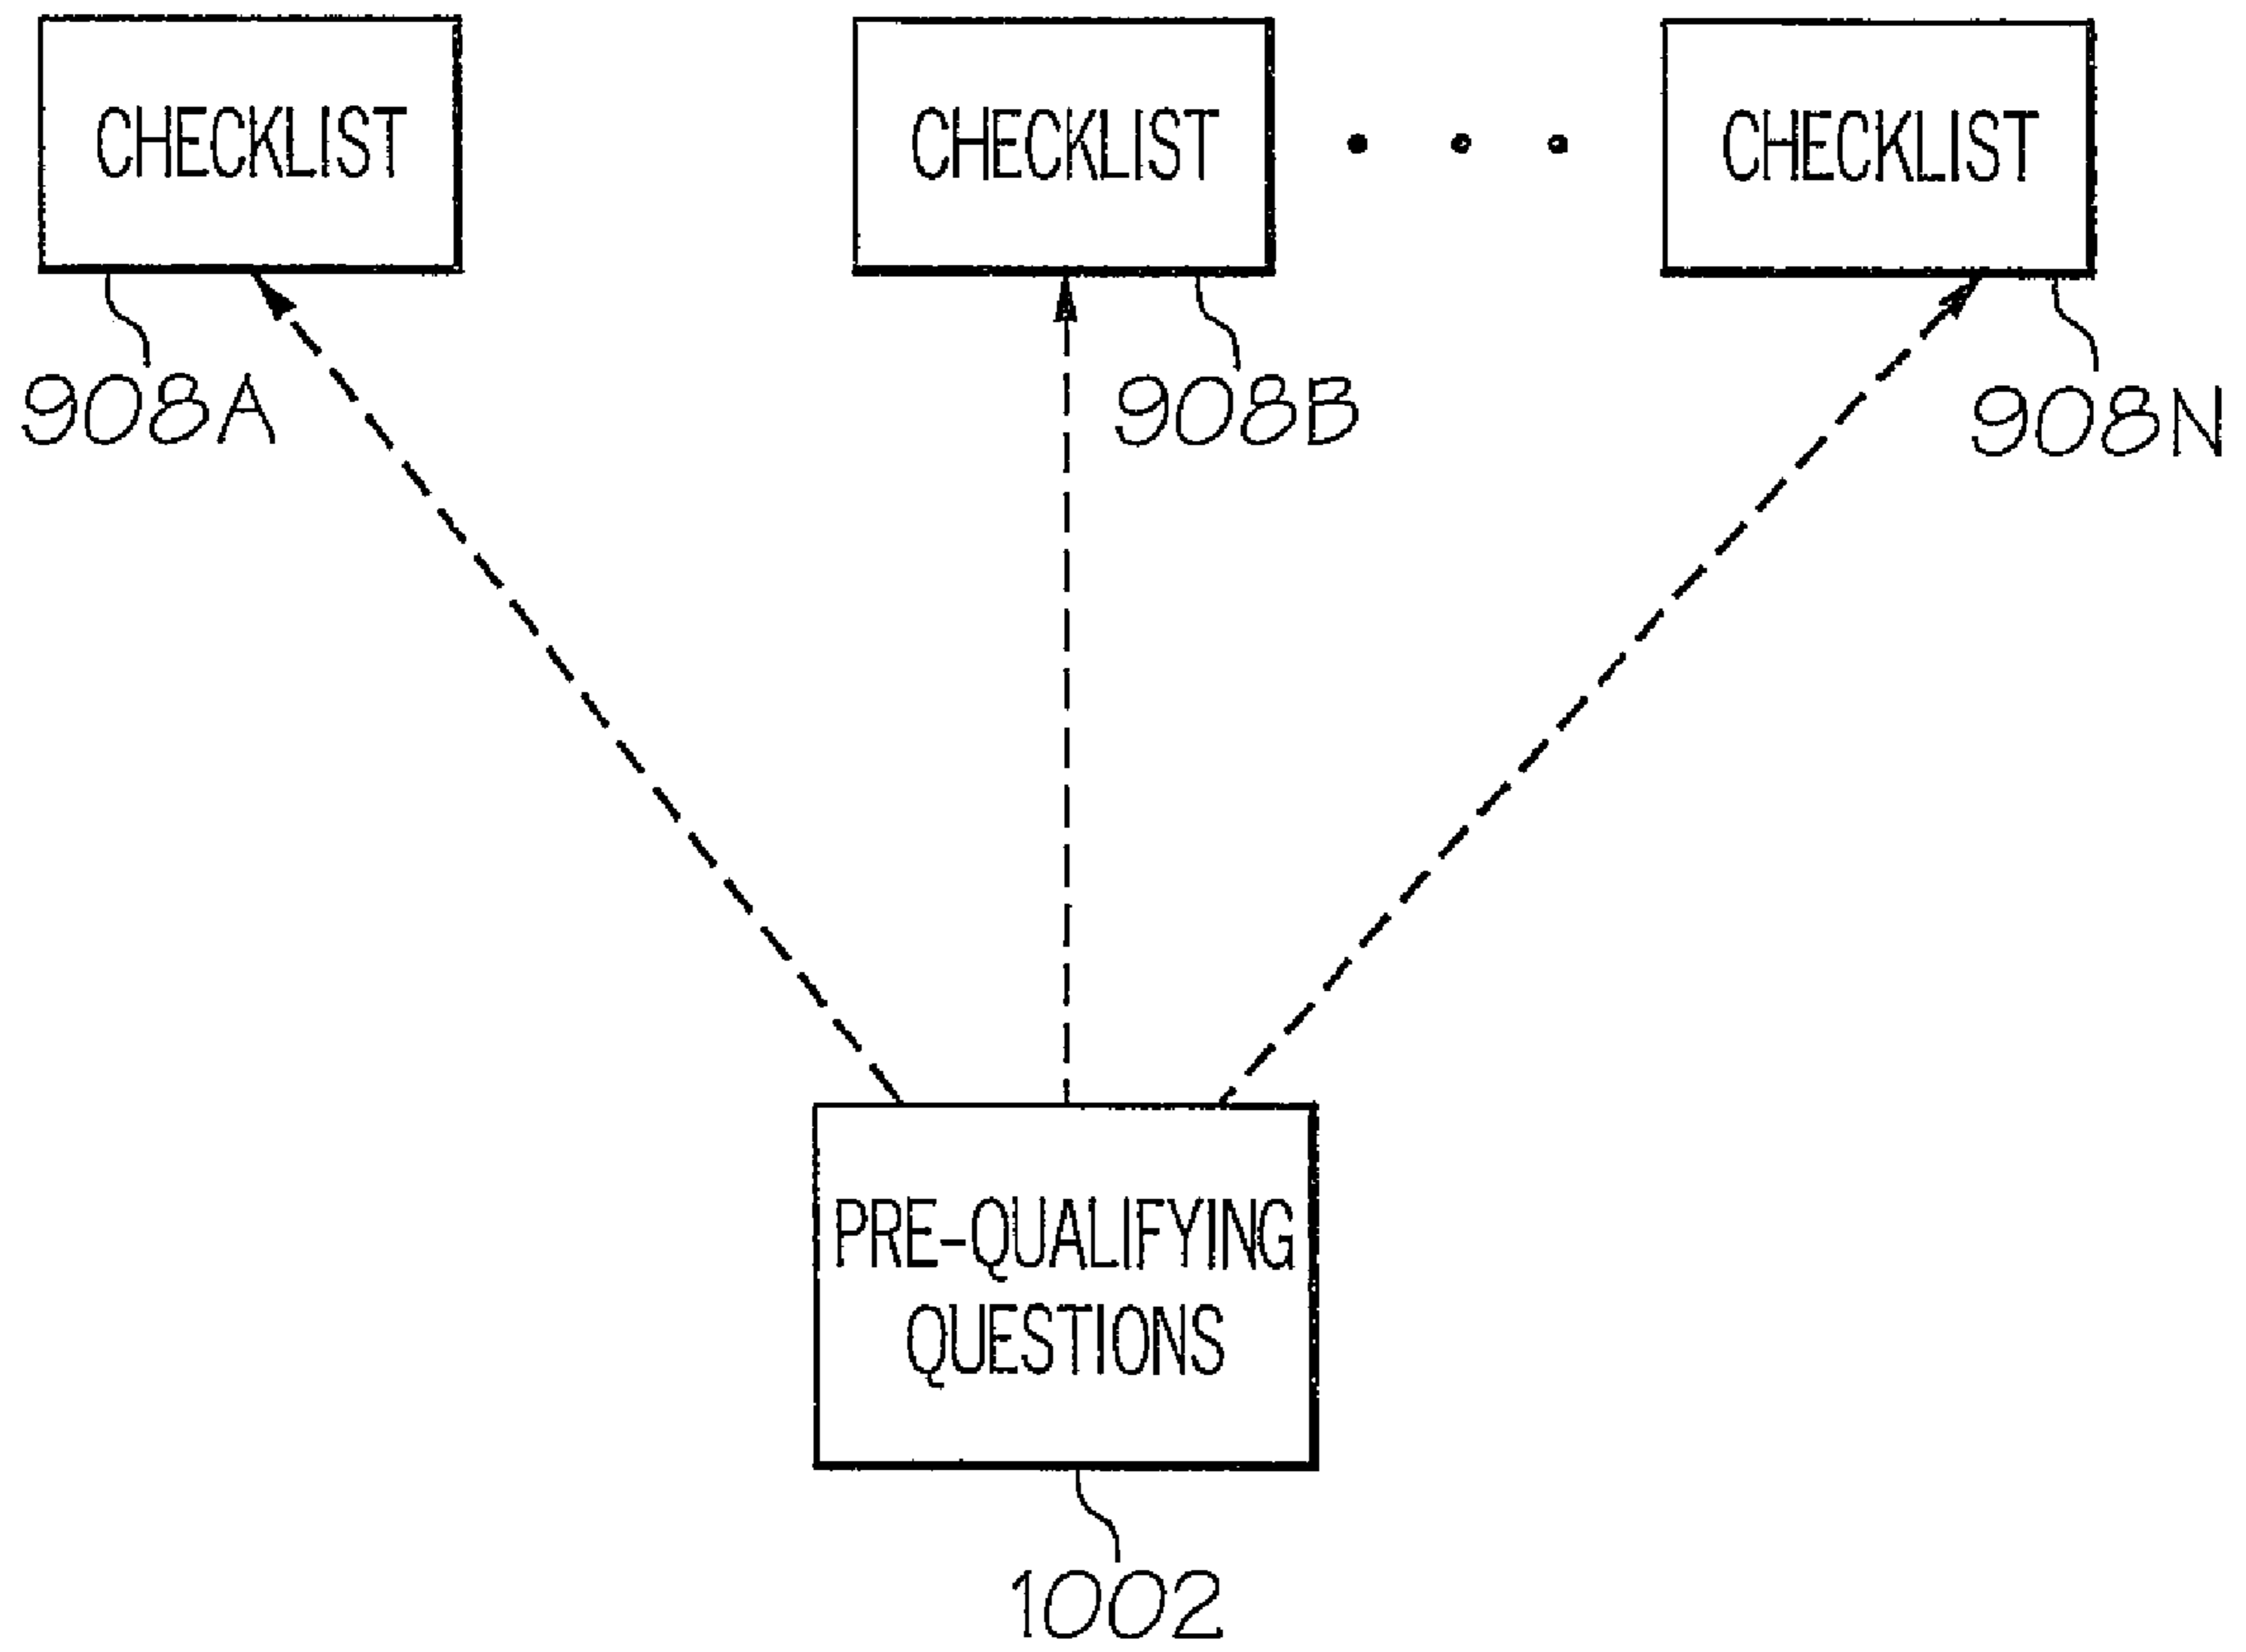 CHECKLIST
CHECKLIST
CHECKLIST
908A
908B
908N
PRE-QUALIFYING
QUESTIONS
1002